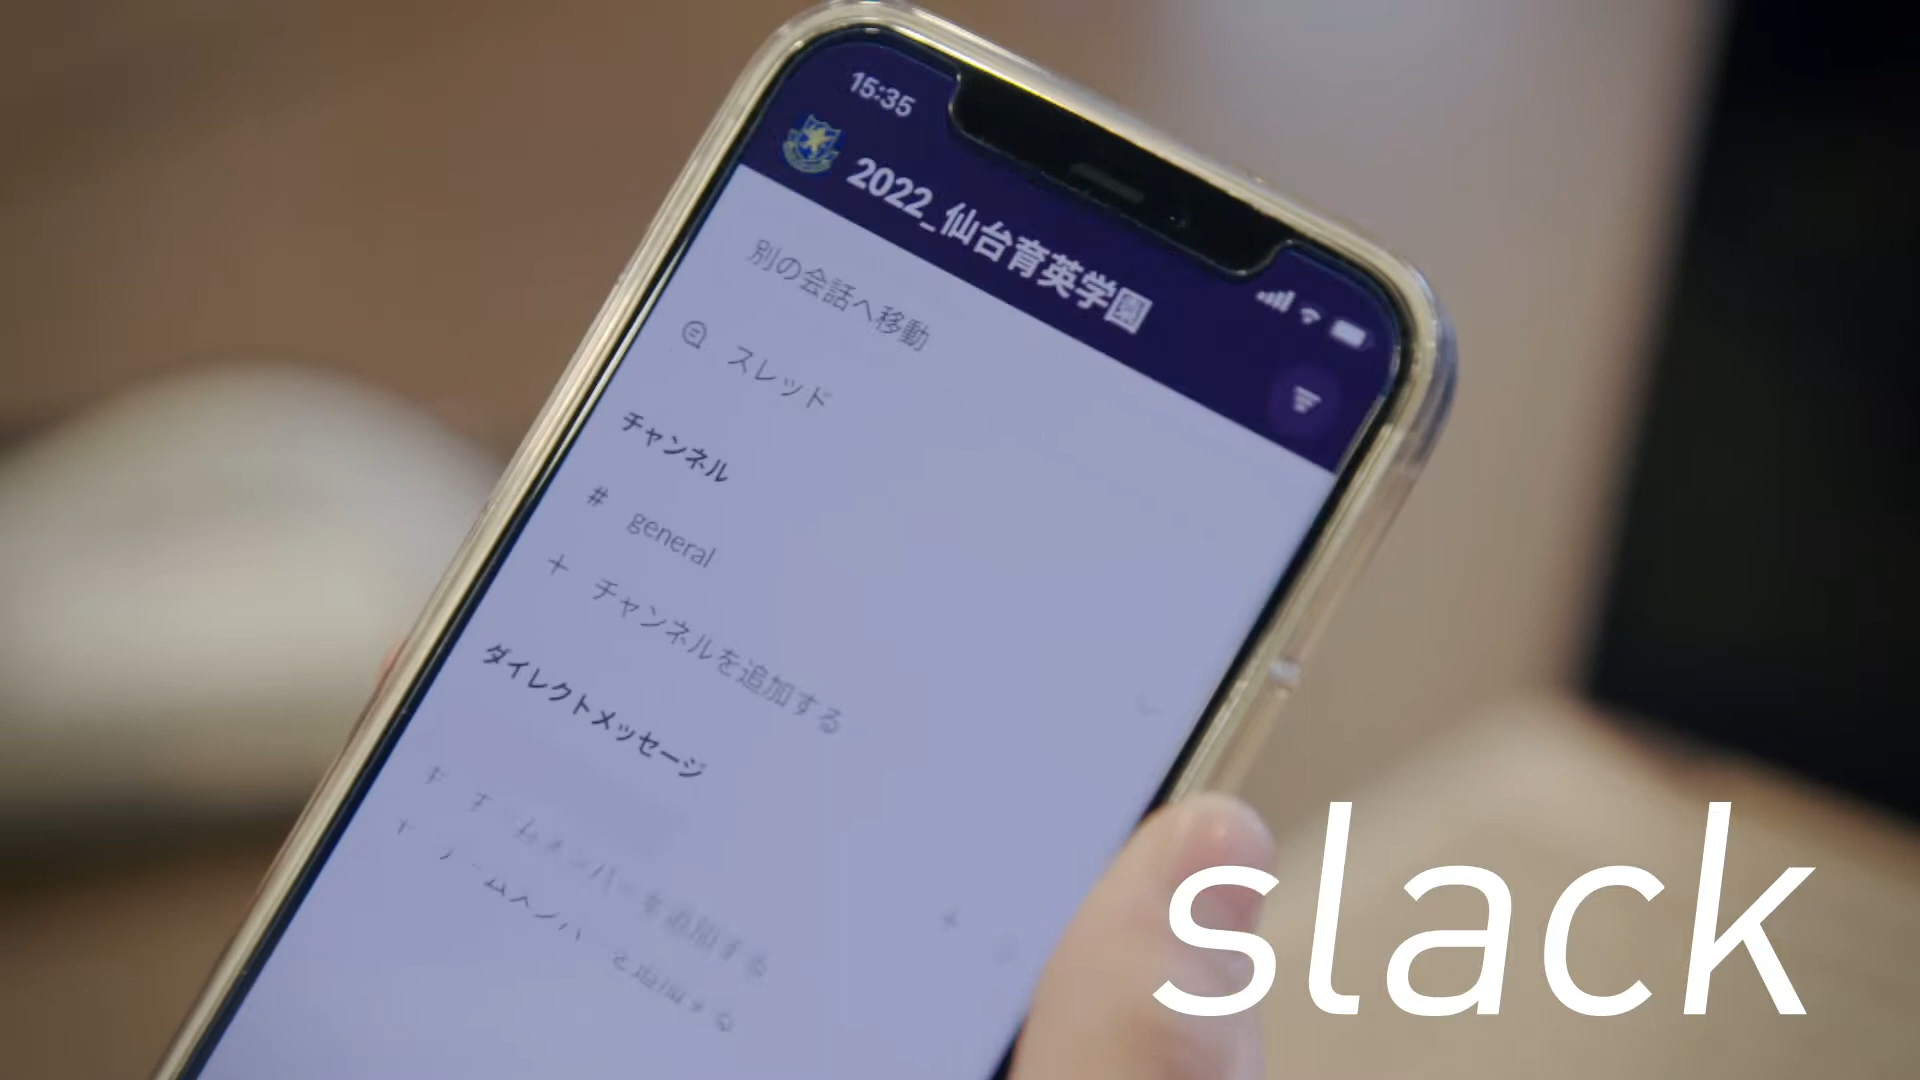 15:35
2022_仙台育英学園
別の会話へ移動
スレッド
チャンネル
# general
+ チャンネルを追加する
ダイレクトメッセージ
slack